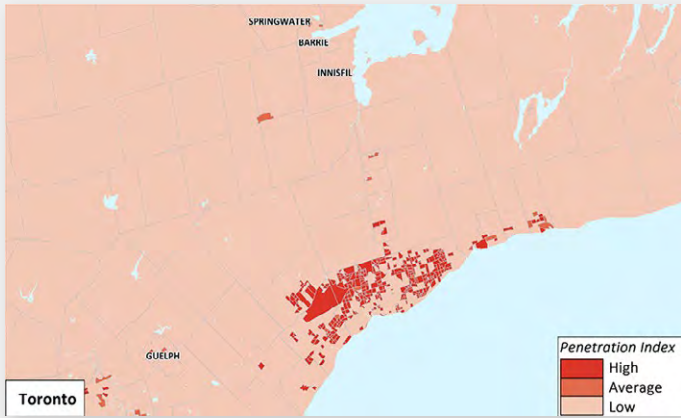 SPRINGWATER
BARRIE
INNISFIL
GUELPH
Toronto
Penetration Index
High
Average
Low